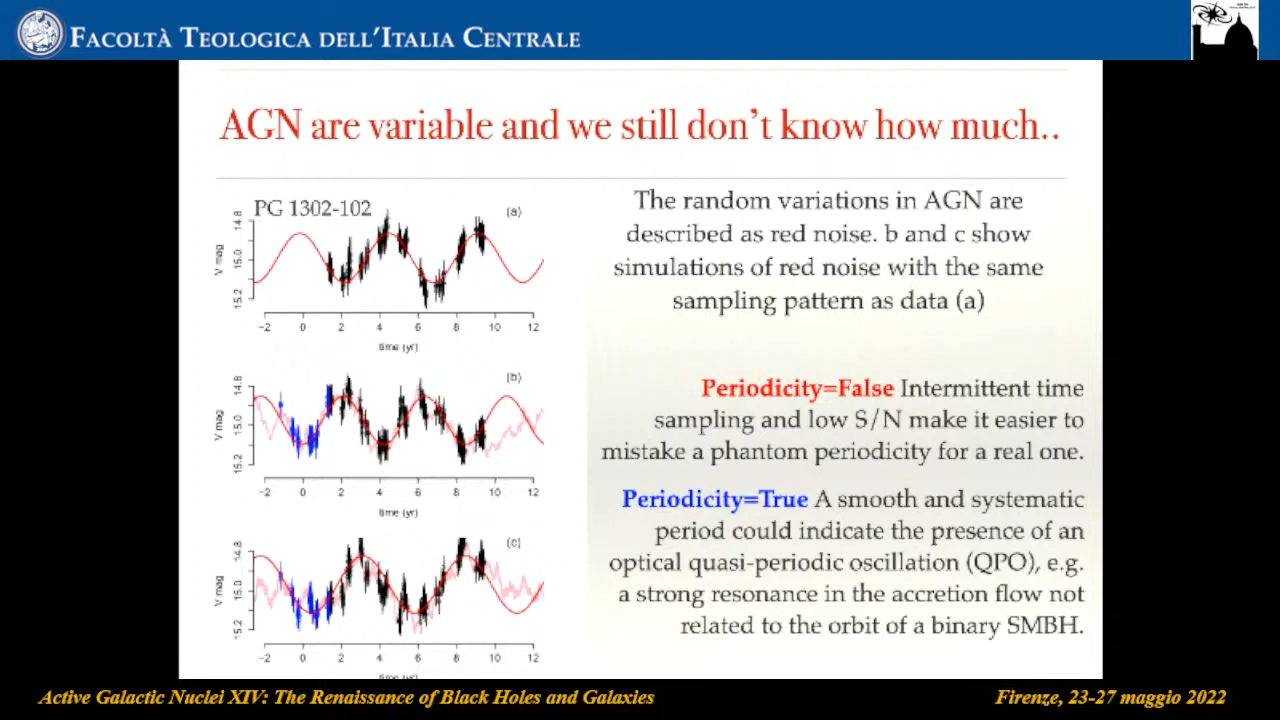 FACOLTÀ TEOLOGICA DELL'ITALIA CENTRALE
AGN are variable and we still don't know how much..
PG 1302-102
(a)
V mag
14.8
15.0
15.2
-2 0 2 4 6 8 10 12
time (yr)
(b)
V mag
14.8
15.0
15.2
-2 0 2 4 6 8 10 12
time (yr)
(c)
V mag
14.8
15.0
15.2
-2 0 2 4 6 8 10 12
time (yr)
The random variations in AGN are
described as red noise. b and c show
simulations of red noise with the same
sampling pattern as data (a)
Periodicity=False Intermittent time
sampling and low S/N make it easier to
mistake a phantom periodicity for a real one.
Periodicity=True A smooth and systematic
period could indicate the presence of an
optical quasi-periodic oscillation (QPO), e.g.
a strong resonance in the accretion flow not
related to the orbit of a binary SMBH.
Active Galactic Nuclei XIV: The Renaissance of Black Holes and Galaxies
Firenze, 23-27 maggio 2022